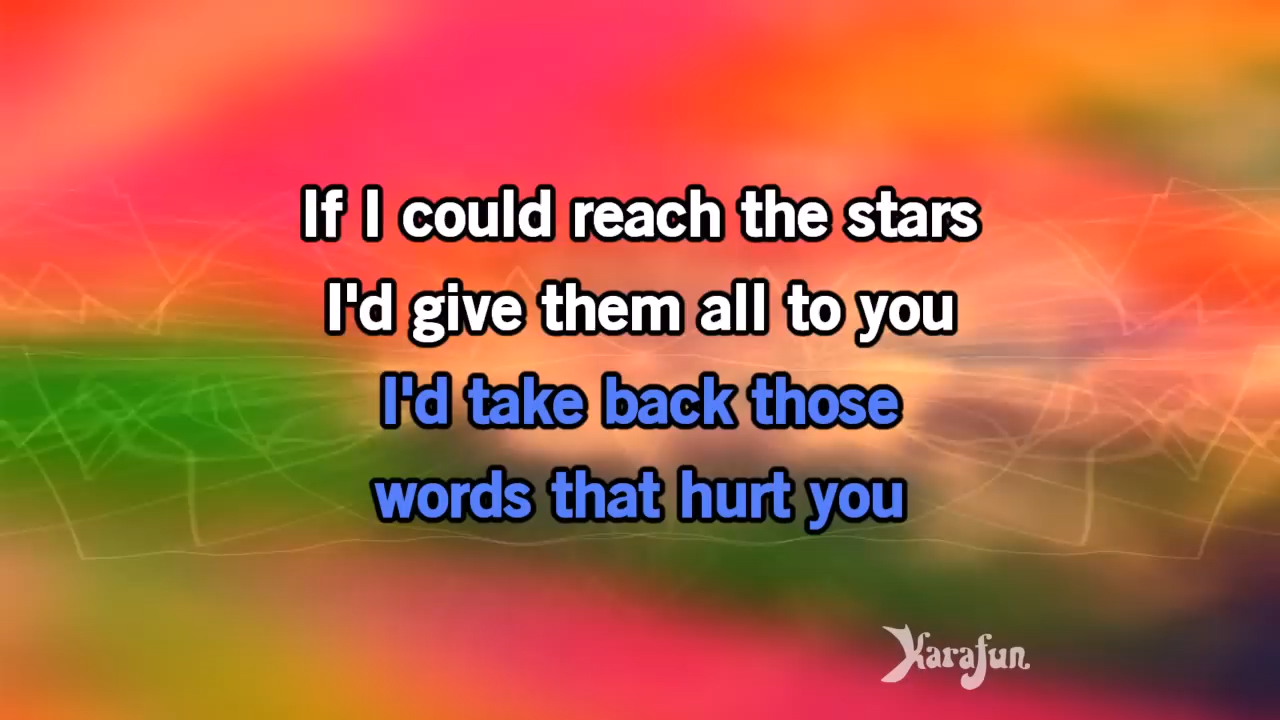 If I could reach the stars
I'd give them all to you
I'd take back those
words that hurt you
Karafun